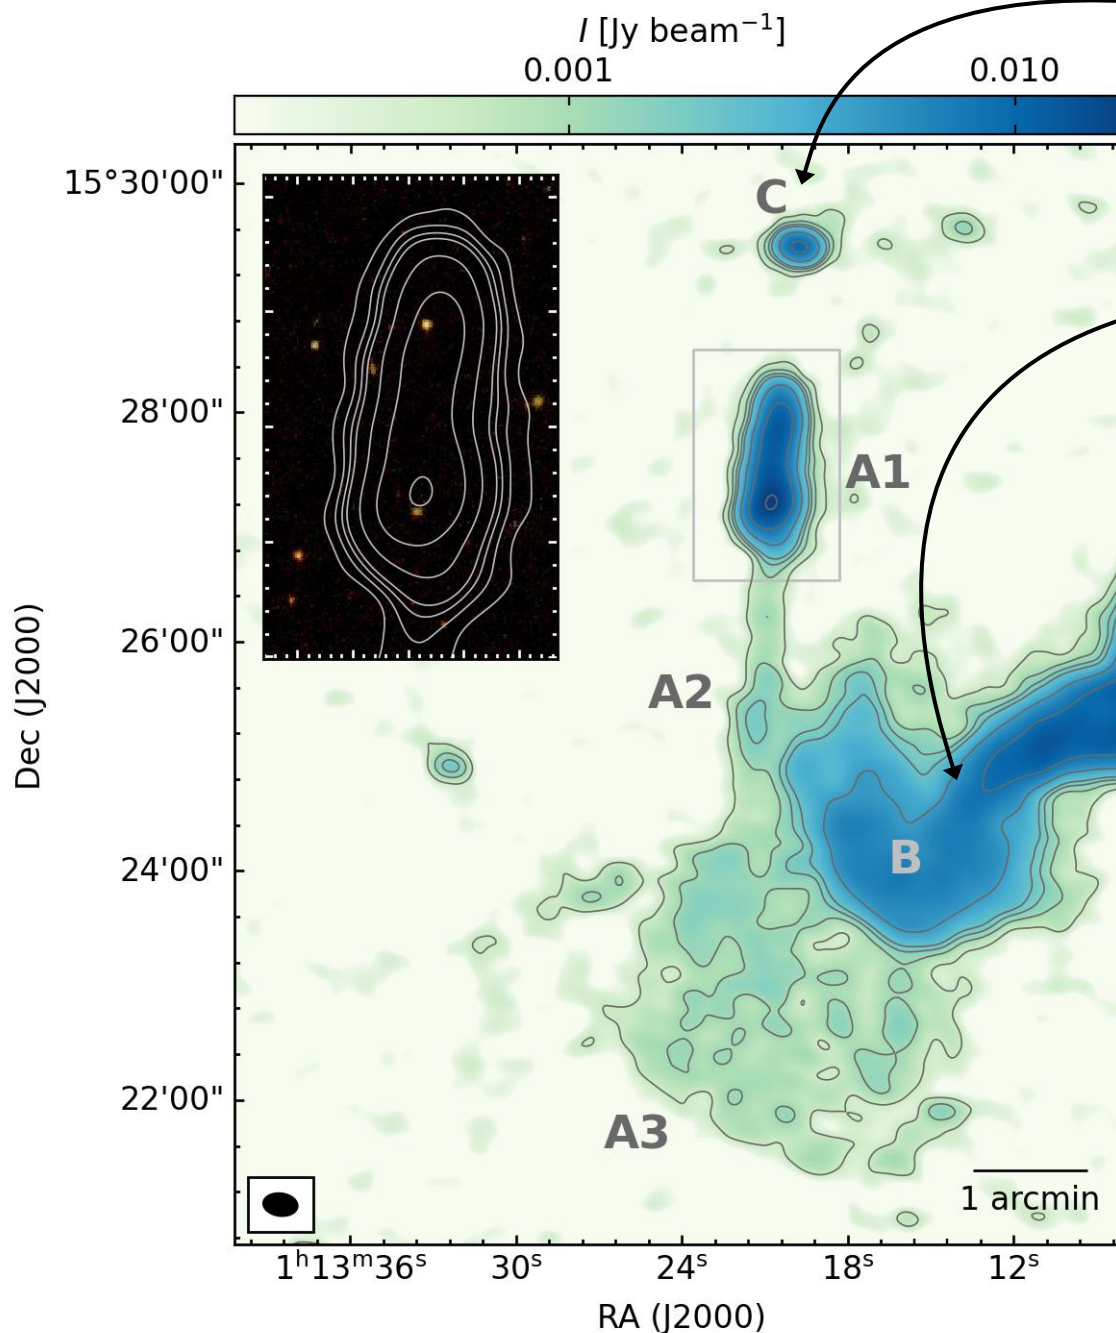 I [Jy beam⁻¹]
0.001 0.010
15°30'00"
C
28'00"
A1
26'00"
A2
24'00"
B
22'00"
A3
1 arcmin
1ʰ13ᵐ36ˢ 30ˢ 24ˢ 18ˢ 12ˢ
RA (J2000)
Dec (J2000)